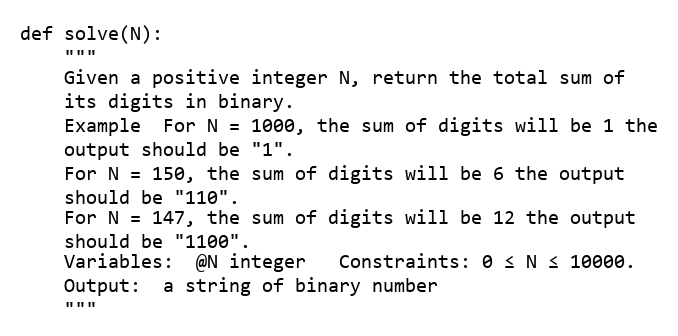 def solve(N):
"""
Given a positive integer N, return the total sum of
its digits in binary.
Example  For N = 1000, the sum of digits will be 1 the
output should be "1".
For N = 150, the sum of digits will be 6 the output
should be "110".
For N = 147, the sum of digits will be 12 the output
should be "1100".
Variables:  @N integer   Constraints: 0 ≤ N ≤ 10000.
Output:  a string of binary number
"""